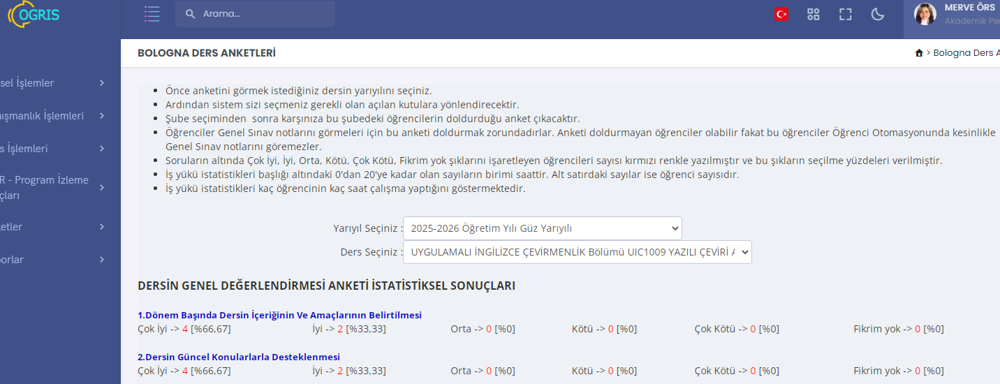 OGRIS
Arama...
MERVE ÖRS
Akademik Per
BOLOGNA DERS ANKETLERİ
> Bologna Ders A
sel İşlemler
nışmanlık İşlemleri
s İşlemleri
R - Program İzleme
çları
etler
orlar
Önce anketini görmek istediğiniz dersin yarıyılını seçiniz.
Ardından sistem sizi seçmeniz gerekli olan açılan kutulara yönlendirecektir.
Şube seçiminden sonra karşınıza bu şubedeki öğrencilerin doldurduğu anket çıkacaktır.
Öğrenciler Genel Sınav notlarını görmeleri için bu anketi doldurmak zorundadırlar. Anketi doldurmayan öğrenciler olabilir fakat bu öğrenciler Öğrenci Otomasyonunda kesinlikle
Genel Sınav notlarını göremezler.
Soruların altında Çok İyi, İyi, Orta, Kötü, Çok Kötü, Fikrim yok şıklarını işaretleyen öğrencileri sayısı kırmızı renkle yazılmıştır ve bu şıkların seçilme yüzdeleri verilmiştir.
İş yükü istatistikleri başlığı altındaki 0'dan 20'ye kadar olan sayıların birimi saattir. Alt satırdaki sayılar ise öğrenci sayısıdır.
İş yükü istatistikleri kaç öğrencinin kaç saat çalışma yaptığını göstermektedir.
Yarıyıl Seçiniz : 2025-2026 Öğretim Yılı Güz Yarıyılı
Ders Seçiniz : UYGULAMALI İNGİLİZCE ÇEVİRMENLİK Bölümü UIC1009 YAZILI ÇEVİRİ A
DERSİN GENEL DEĞERLENDİRMESİ ANKETİ İSTATİSTİKSEL SONUÇLARI
1.Dönem Başında Dersin İçeriğinin Ve Amaçlarının Belirtilmesi
Çok İyi -> 4 [%66,67] İyi -> 2 [%33,33] Orta -> 0 [%0] Kötü -> 0 [%0] Çok Kötü -> 0 [%0] Fikrim yok -> 0 [%0]
2.Dersin Güncel Konularlarla Desteklenmesi
Çok İyi -> 4 [%66,67] İyi -> 2 [%33,33] Orta -> 0 [%0] Kötü -> 0 [%0] Çok Kötü -> 0 [%0] Fikrim yok -> 0 [%0]